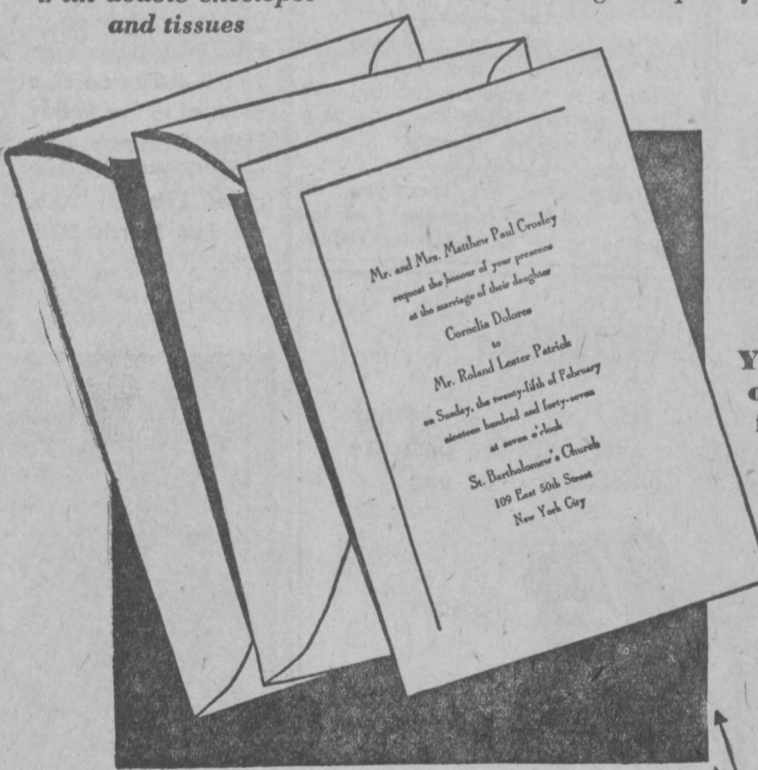 and tissues
Mr. and Mrs. Matthew Paul Crosley
request the honour of your presence
at the marriage of their daughter
Cornelia Dolores
to
Mr. Roland Lester Patrick
on Sunday, the twenty-fifth of February
nineteen hundred and forty-seven
at seven o'clock
St. Bartholomew's Church
109 East 50th Street
New York City